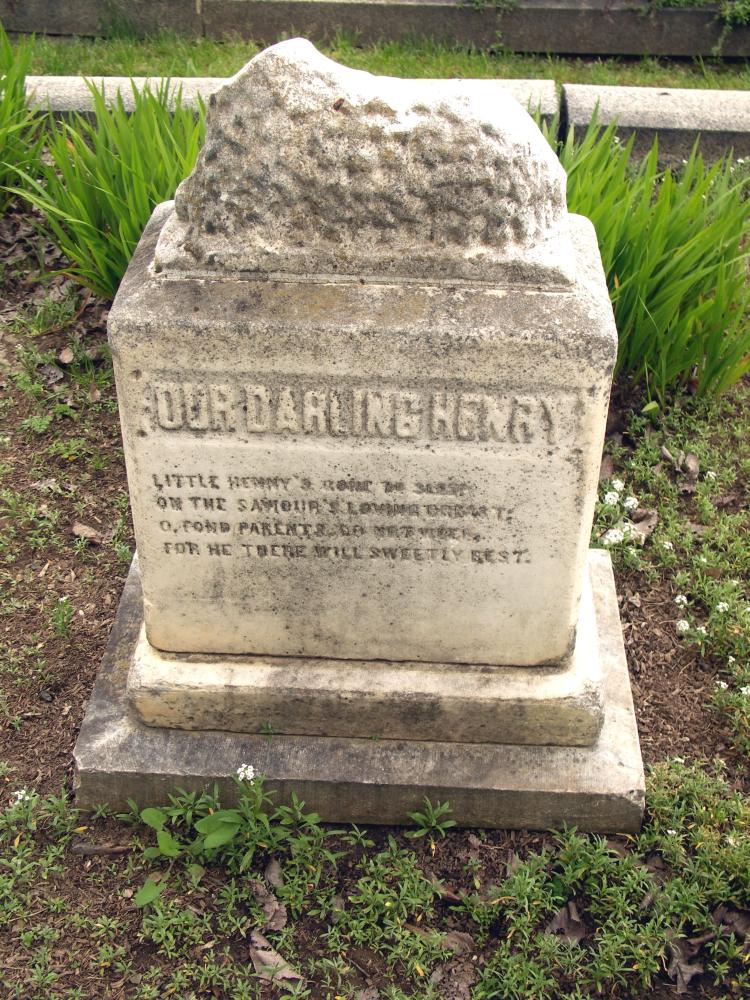 OUR DARLING HENRY
LITTLE HENNY'S GONE TO SLEEP
ON THE SAVIOUR'S LOVING BREAST;
O, FOND PARENTS, DO NOT WEEP,
FOR HE THERE WILL SWEETLY REST.